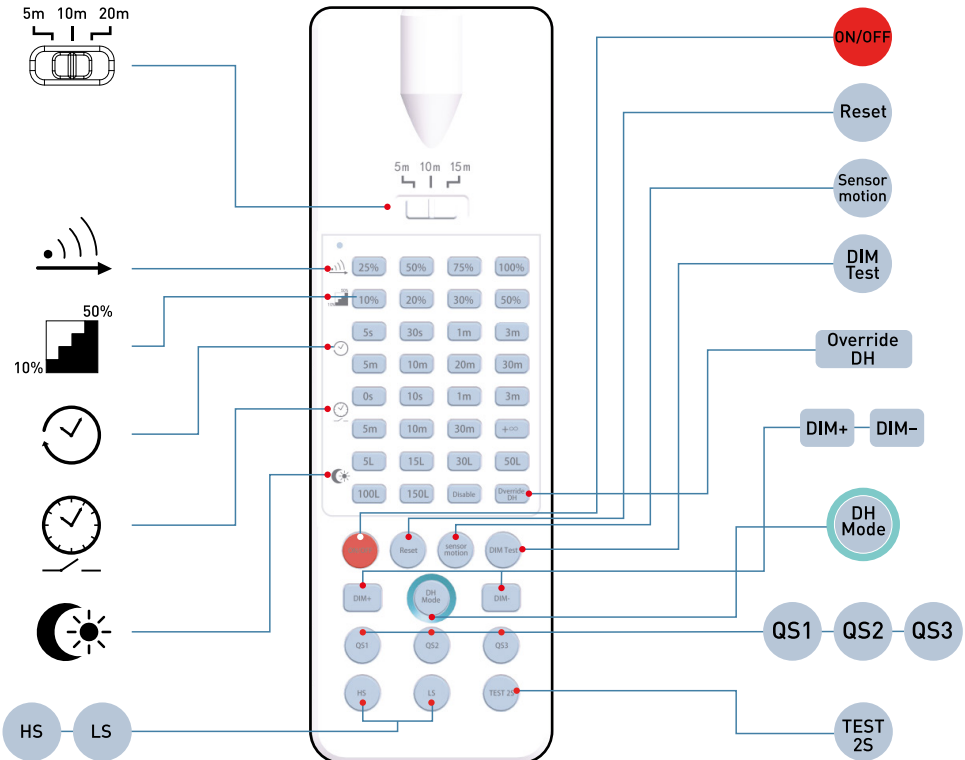 5m 10m 20m
ON/OFF
Reset
Sensor
motion
DIM
Test
5m 10m 15m
25% 50% 75% 100%
50%
10%
10% 20% 30% 50%
5s 30s 1m 3m
5m 10m 20m 30m
0s 10s 1m 3m
5m 10m 30m +∞
5L 15L 30L 50L
100L 150L Disable Override
DH
Override
DH
DIM+ DIM-
DH
Mode
Reset sensor
motion DIM Test
DIM+ DH
Mode DIM-
QS1 QS2 QS3
QS1 QS2 QS3
HS LS TEST 2S
HS LS
TEST
2S